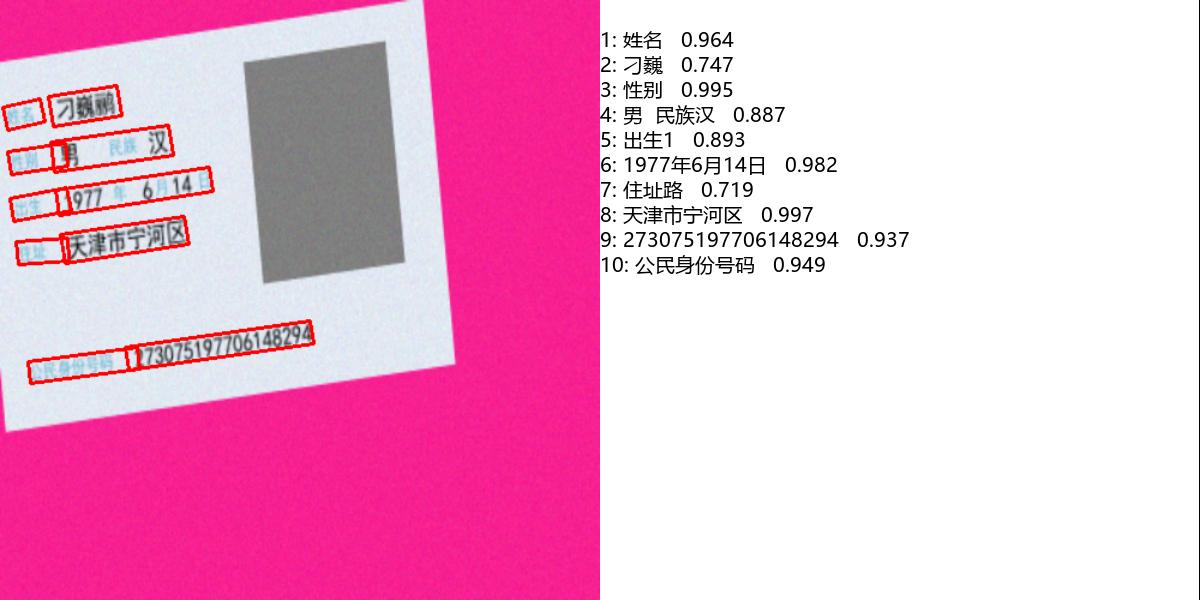 姓名 刁巍鹂
性别 男 民族 汉
出生 1977 年 6 月 14 日
住址 天津市宁河区
公民身份号码 273075197706148294
1: 姓名 0.964
2: 刁巍 0.747
3: 性别 0.995
4: 男 民族汉 0.887
5: 出生1 0.893
6: 1977年6月14日 0.982
7: 住址路 0.719
8: 天津市宁河区 0.997
9: 273075197706148294 0.937
10: 公民身份号码 0.949